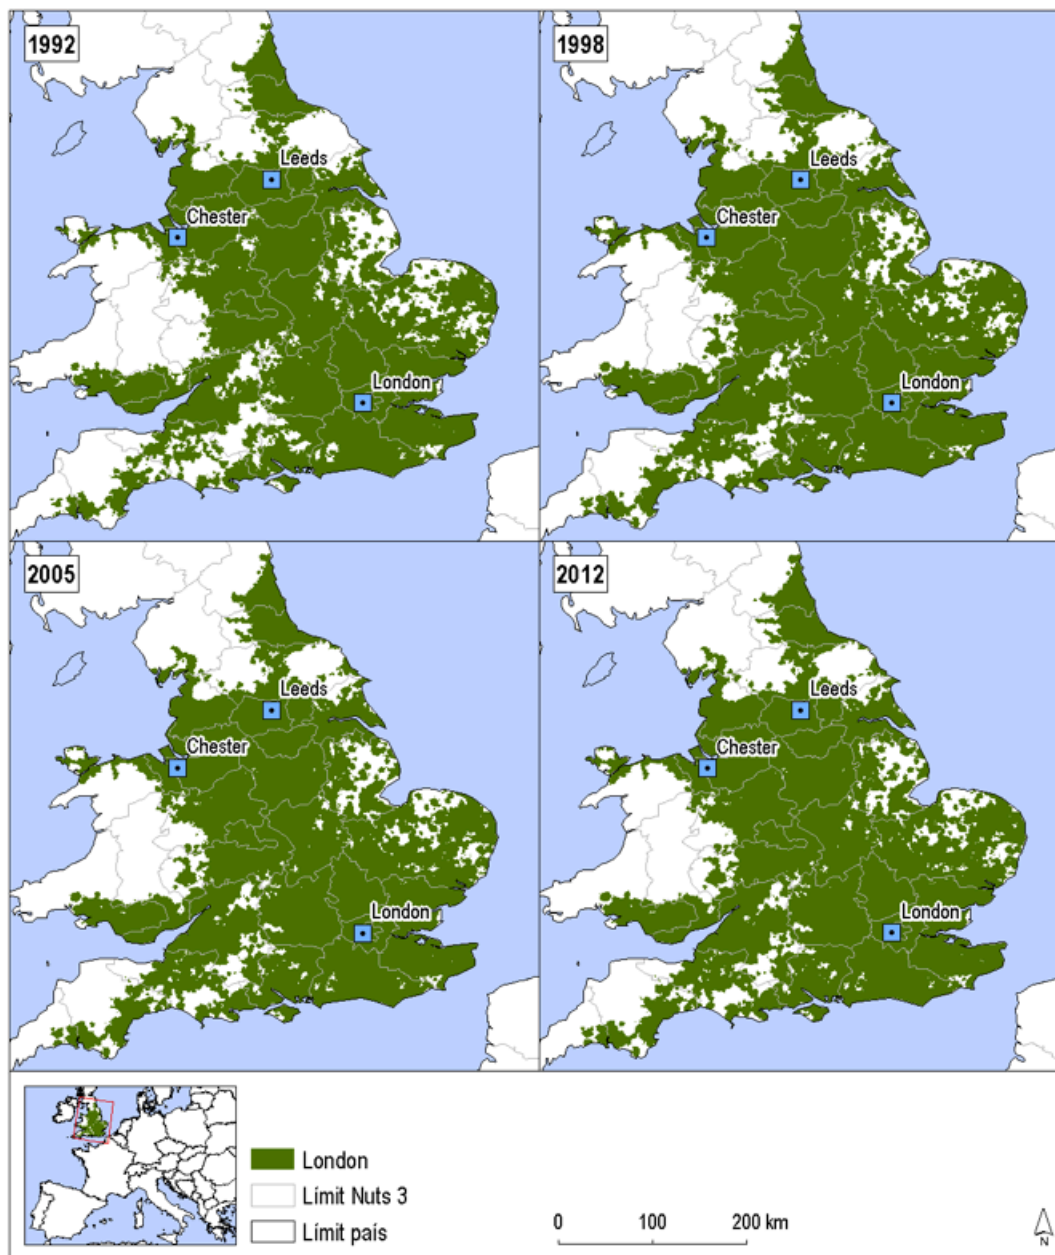 1992
1998
Leeds
Leeds
Chester
Chester
London
London
2005
2012
Leeds
Leeds
Chester
Chester
London
London
London
Límit Nuts 3
Límit país
0 100 200 km
N